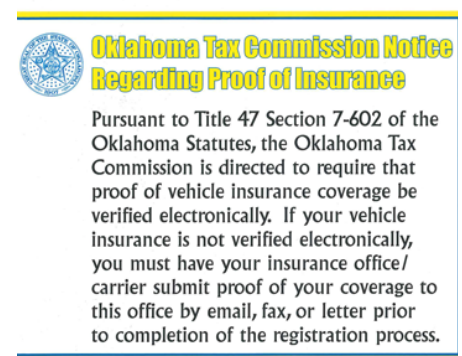 Oklahoma Tax Commission Notice
Regarding Proof of Insurance
Pursuant to Title 47 Section 7-602 of the
Oklahoma Statutes, the Oklahoma Tax
Commission is directed to require that
proof of vehicle insurance coverage be
verified electronically. If your vehicle
insurance is not verified electronically,
you must have your insurance office/
carrier submit proof of your coverage to
this office by email, fax, or letter prior
to completion of the registration process.